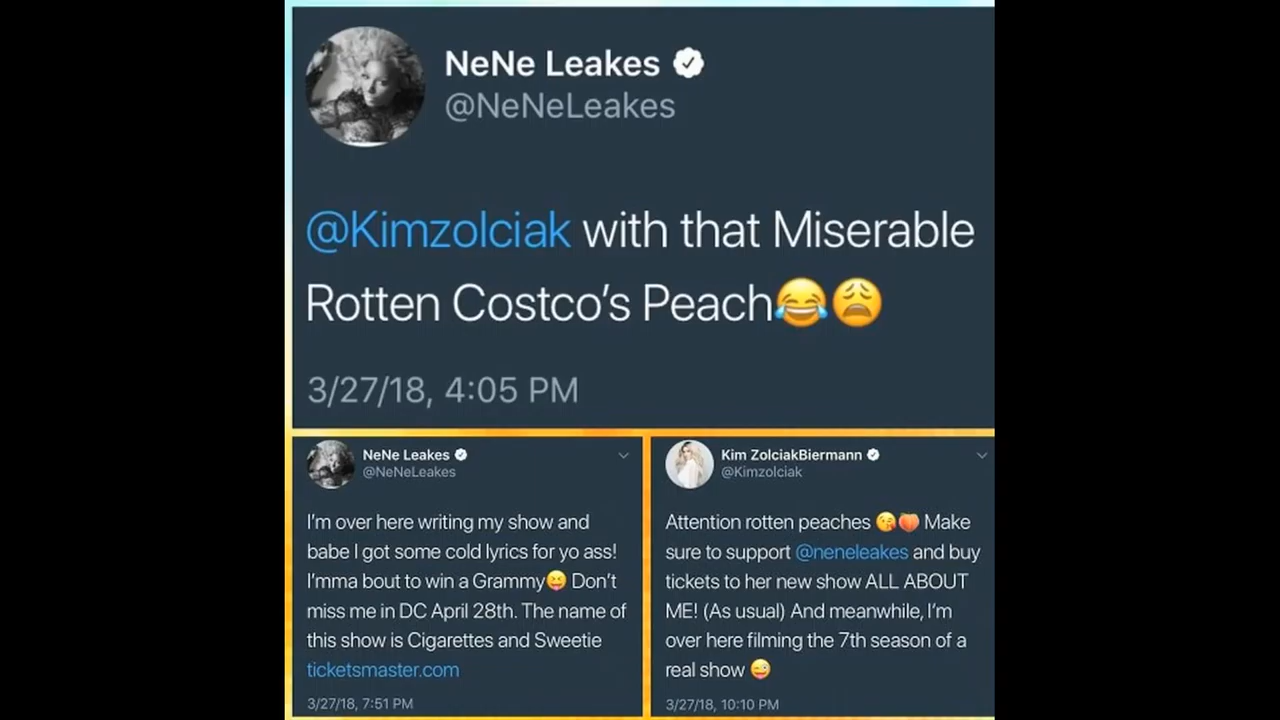 NeNe Leakes
@NeNeLeakes
@Kimzolciak with that Miserable
Rotten Costco's Peach😂😩
3/27/18, 4:05 PM
NeNe Leakes
@NeNeLeakes
I'm over here writing my show and
babe I got some cold lyrics for yo ass!
I'mma bout to win a Grammy😝 Don't
miss me in DC April 28th. The name of
this show is Cigarettes and Sweetie
ticketsmaster.com
3/27/18, 7:51 PM
Kim ZolciakBiermann
@Kimzolciak
Attention rotten peaches 😘🍑 Make
sure to support @neneleakes and buy
tickets to her new show ALL ABOUT
ME! (As usual) And meanwhile, I'm
over here filming the 7th season of a
real show 😜
3/27/18, 10:10 PM